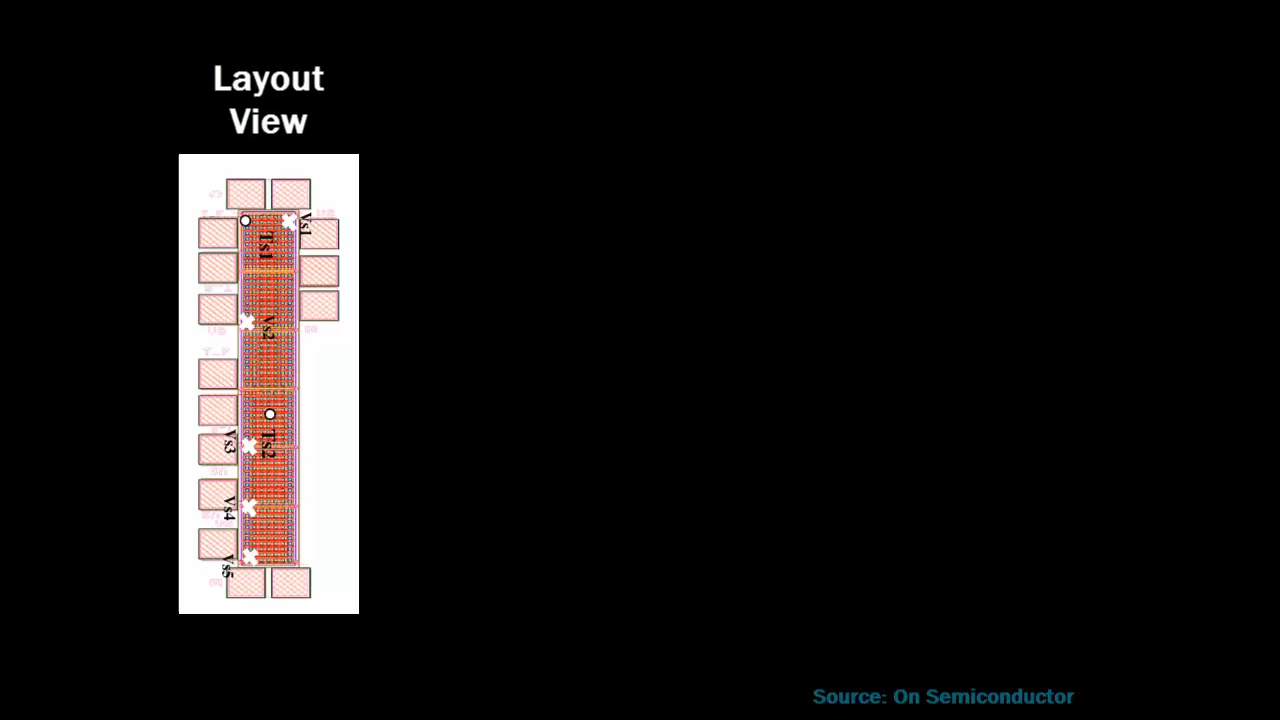 Layout
View
Vs1
Ts1
Vs2
Vs3
Ts2
Vs4
Vs5
Source: On Semiconductor